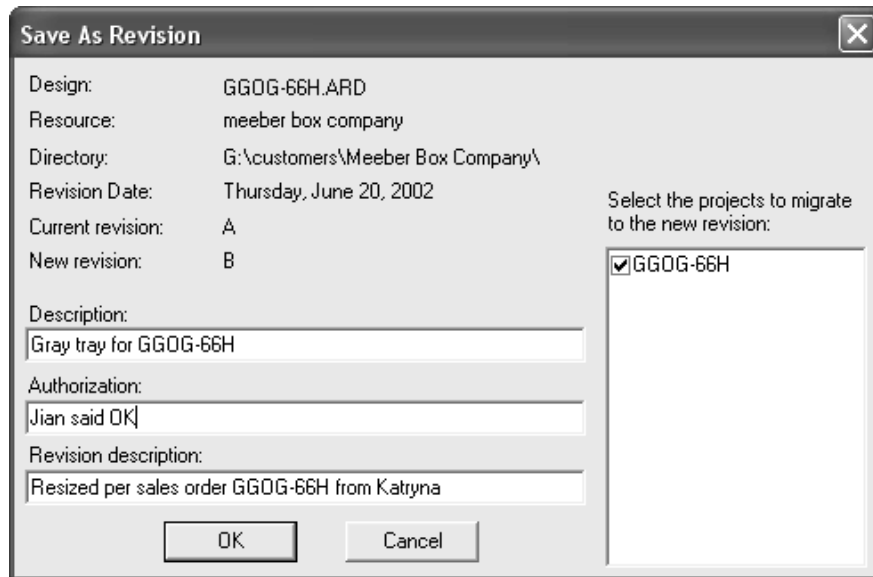 Save As Revision
Design: GGOG-66H.ARD
Resource: meeber box company
Directory: G:\customers\Meeber Box Company\
Revision Date: Thursday, June 20, 2002
Current revision: A
New revision: B
Description:
Gray tray for GGOG-66H
Authorization:
Jian said OK
Revision description:
Resized per sales order GGOG-66H from Katryna
OK Cancel
Select the projects to migrate
to the new revision:
GGOG-66H